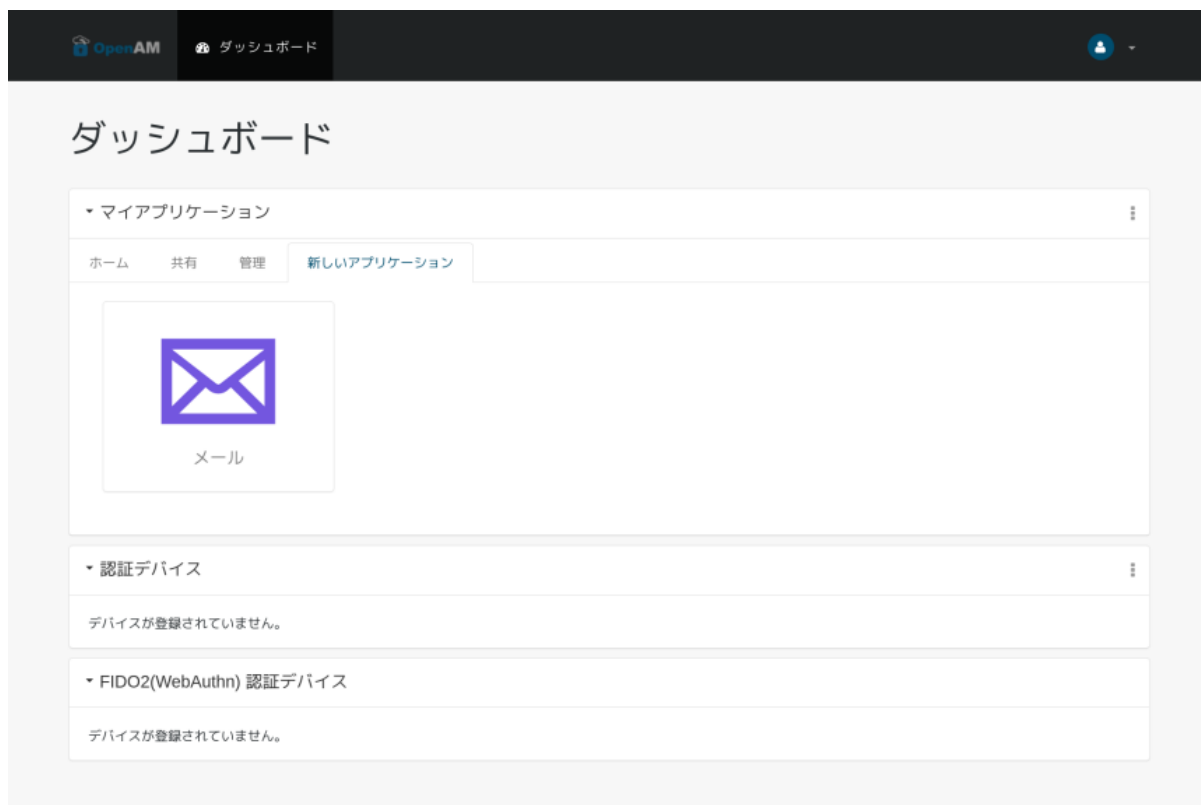 OpenAM ダッシュボード
ダッシュボード
マイアプリケーション
ホーム 共有 管理 新しいアプリケーション
メール
認証デバイス
デバイスが登録されていません。
FIDO2(WebAuthn) 認証デバイス
デバイスが登録されていません。